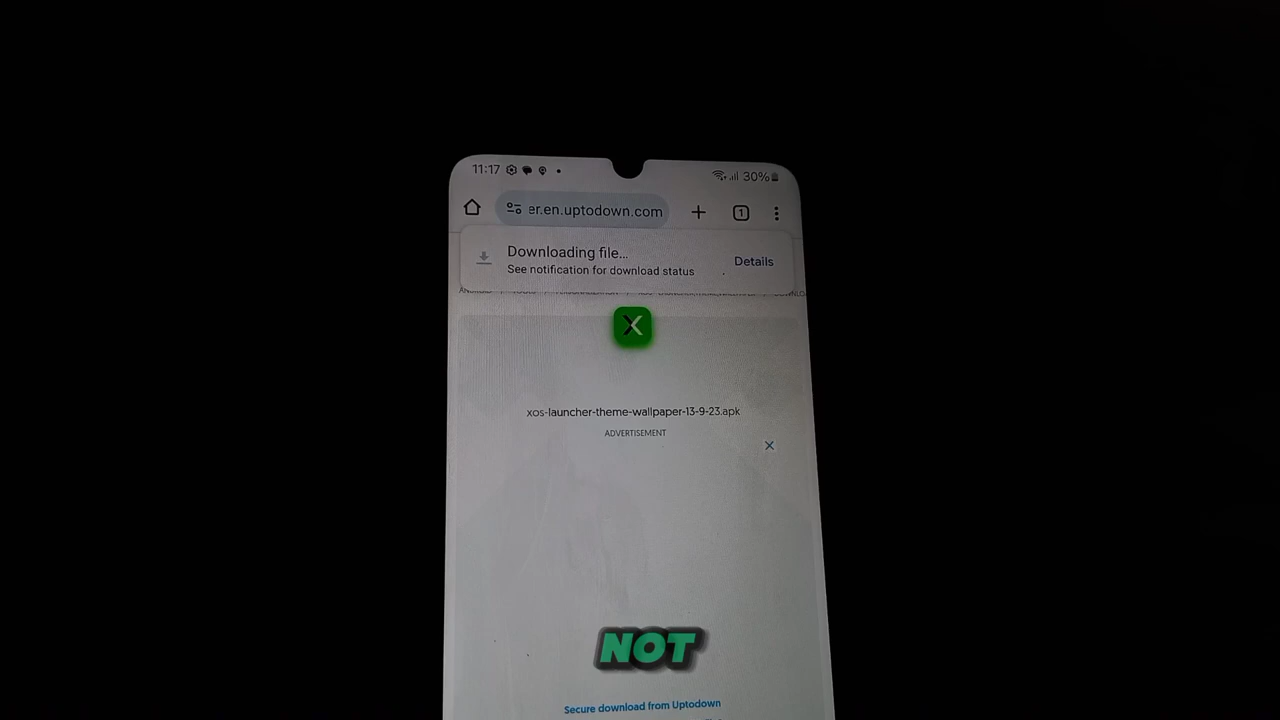 11:17
30%
er.en.uptodown.com
1
Downloading file...
See notification for download status
Details
X
xos-launcher-theme-wallpaper-13-9-23.apk
ADVERTISEMENT
NOT
Secure download from Uptodown